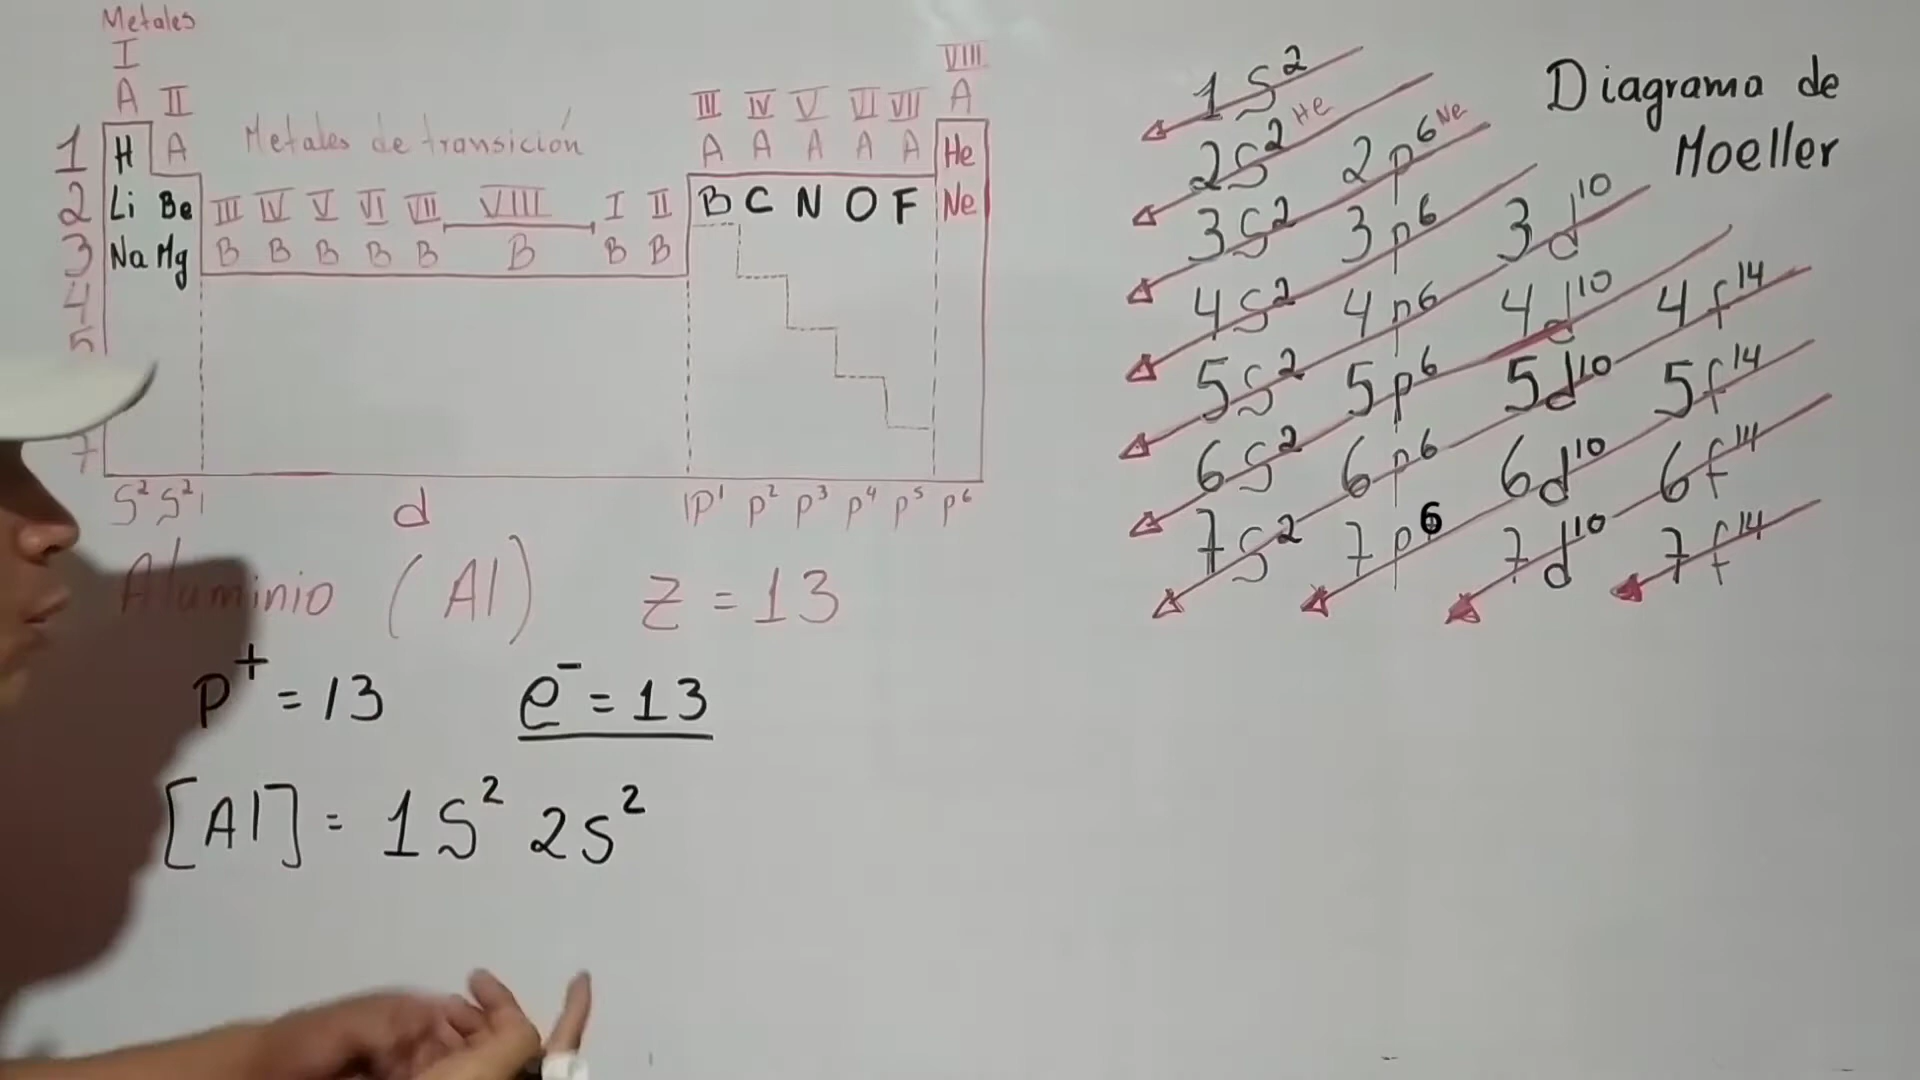 Metales
I VIII
A II III IV V VI VII A
1 H A Metales de transición A A A A A He
2 Li Be III IV V VI VII VIII I II B C N O F Ne
3 Na Mg B B B B B B B B
4
5
7
S² S² d P¹ P² P³ P⁴ P⁵ P⁶
Aluminio (Al) Z = 13
P⁺ = 13 e⁻ = 13
[Al] = 1S² 2S²
Diagrama de
Moeller
1S²
2S² He 2p⁶ Ne
3S² 3p⁶ 3d¹⁰
4S² 4p⁶ 4d¹⁰ 4f¹⁴
5S² 5p⁶ 5d¹⁰ 5f¹⁴
6S² 6p⁶ 6d¹⁰ 6f¹⁴
7S² 7p⁶ 7d¹⁰ 7f¹⁴